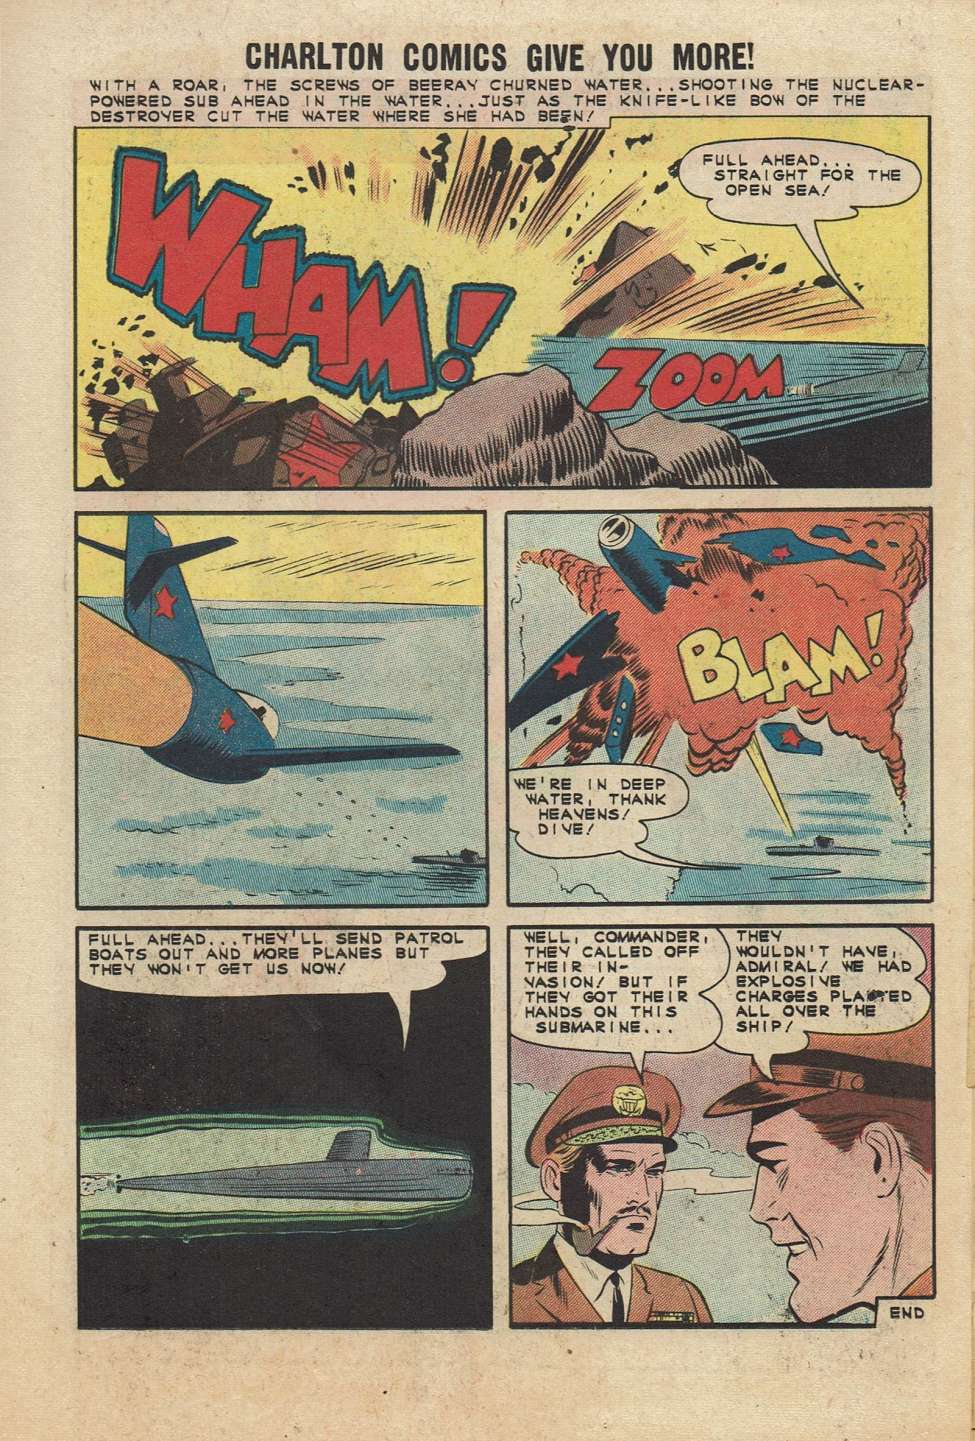 CHARLTON COMICS GIVE YOU MORE!
WITH A ROAR, THE SCREWS OF BEERAY CHURNED WATER...SHOOTING THE NUCLEAR-
POWERED SUB AHEAD IN THE WATER...JUST AS THE KNIFE-LIKE BOW OF THE
DESTROYER CUT THE WATER WHERE SHE HAD BEEN!
FULL AHEAD...
STRAIGHT FOR THE
OPEN SEA!
WHAM!
ZOOM
BLAM!
WE'RE IN DEEP
WATER, THANK
HEAVENS!
DIVE!
FULL AHEAD...THEY'LL SEND PATROL
BOATS OUT AND MORE PLANES BUT
THEY WON'T GET US NOW!
WELL, COMMANDER,
THEY CALLED OFF
THEIR IN-
VASION! BUT IF
THEY GOT THEIR
HANDS ON THIS
SUBMARINE...
THEY
WOULDN'T HAVE,
ADMIRAL! WE HAD
EXPLOSIVE
CHARGES PLANTED
ALL OVER THE
SHIP!
END